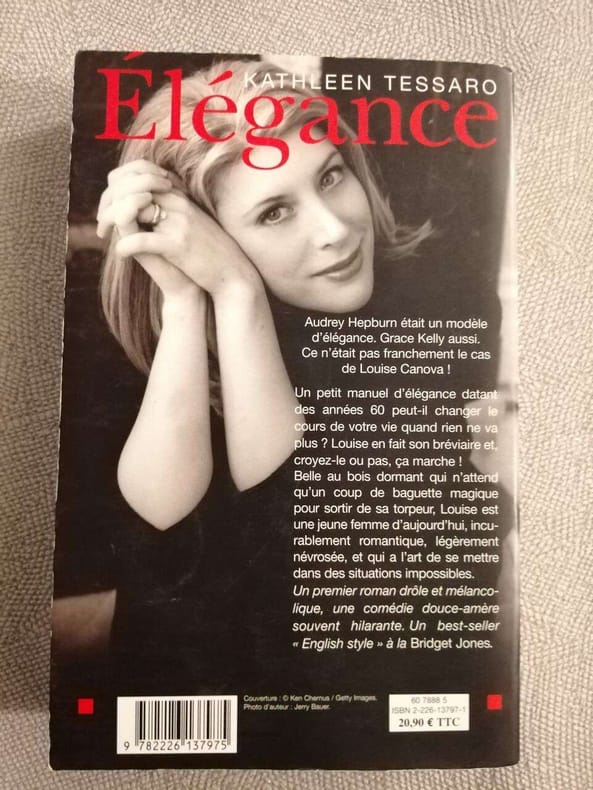 KATHLEEN TESSARO
Élégance
Audrey Hepburn était un modèle
d'élégance. Grace Kelly aussi.
Ce n'était pas franchement le cas
de Louise Canova !
Un petit manuel d'élégance datant
des années 60 peut-il changer le
cours de votre vie quand rien ne va
plus ? Louise en fait son bréviaire et,
croyez-le ou pas, ça marche !
Belle au bois dormant qui n'attend
qu'un coup de baguette magique
pour sortir de sa torpeur, Louise est
une jeune femme d'aujourd'hui, incu-
rablement romantique, légèrement
névrosée, et qui a l'art de se mettre
dans des situations impossibles.
Un premier roman drôle et mélanco-
lique, une comédie douce-amère
souvent hilarante. Un best-seller
« English style » à la Bridget Jones.
Couverture : © Ken Chernus / Getty Images.
Photo d'auteur : Jerry Bauer.
60 7888 5
ISBN 2-226-13797-1
20,90 € TTC
9 782226 137975